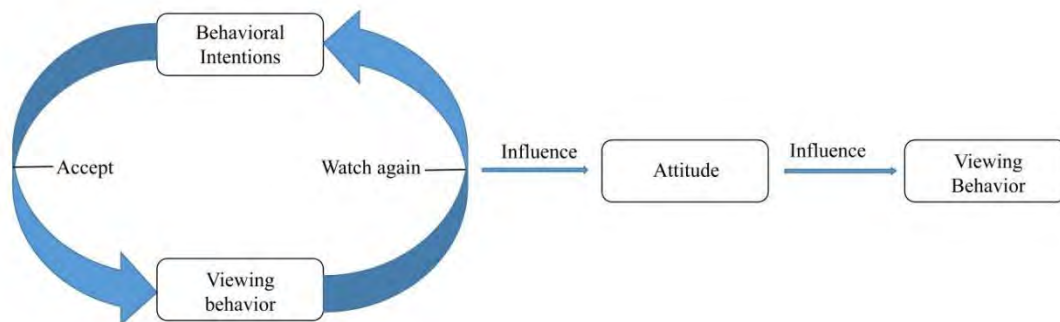 Behavioral
Intentions
Accept
Watch again
Influence
Attitude
Influence
Viewing
Behavior
Viewing
behavior